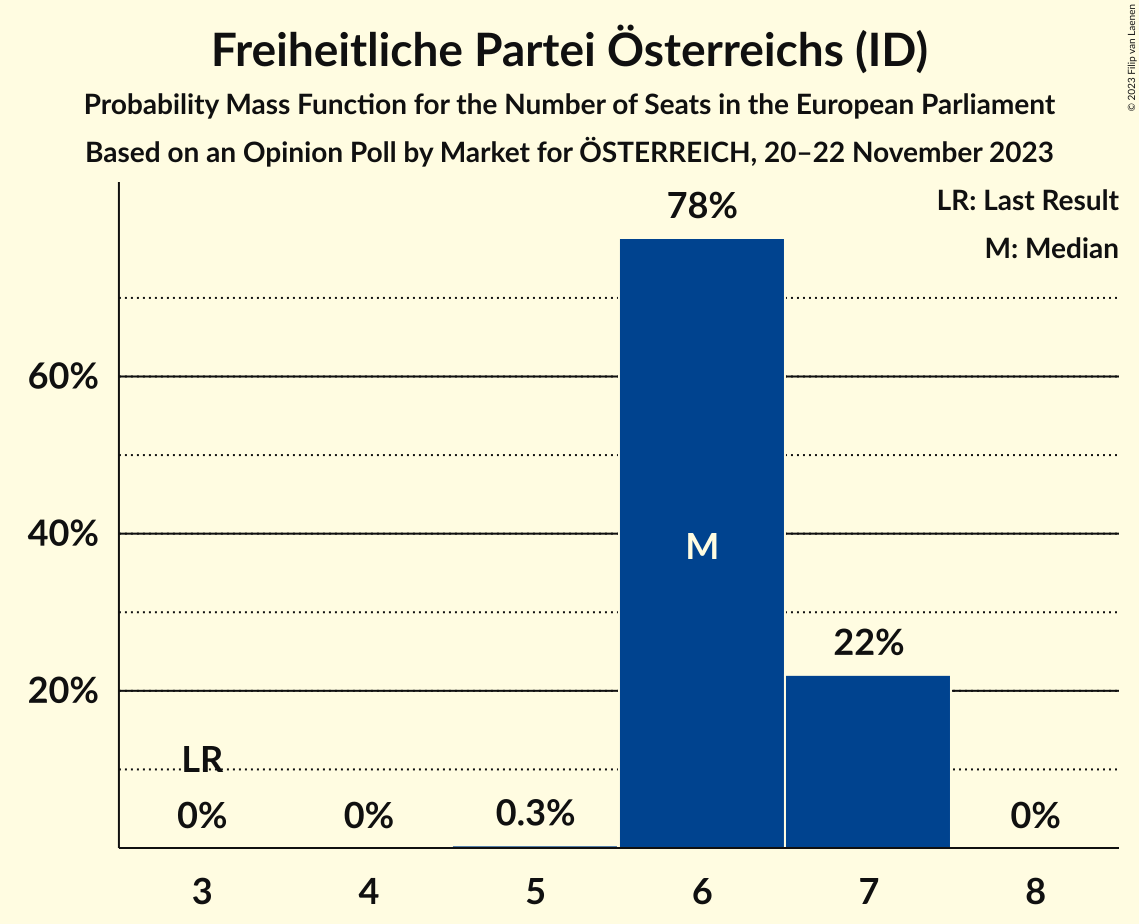 Freiheitliche Partei Österreichs (ID)
Probability Mass Function for the Number of Seats in the European Parliament
Based on an Opinion Poll by Market for ÖSTERREICH, 20–22 November 2023
© 2023 Filip van Laenen
LR: Last Result
M: Median
78%
60%
40%
M
22%
20%
LR
0%
0%
0.3%
0%
3 4 5 6 7 8